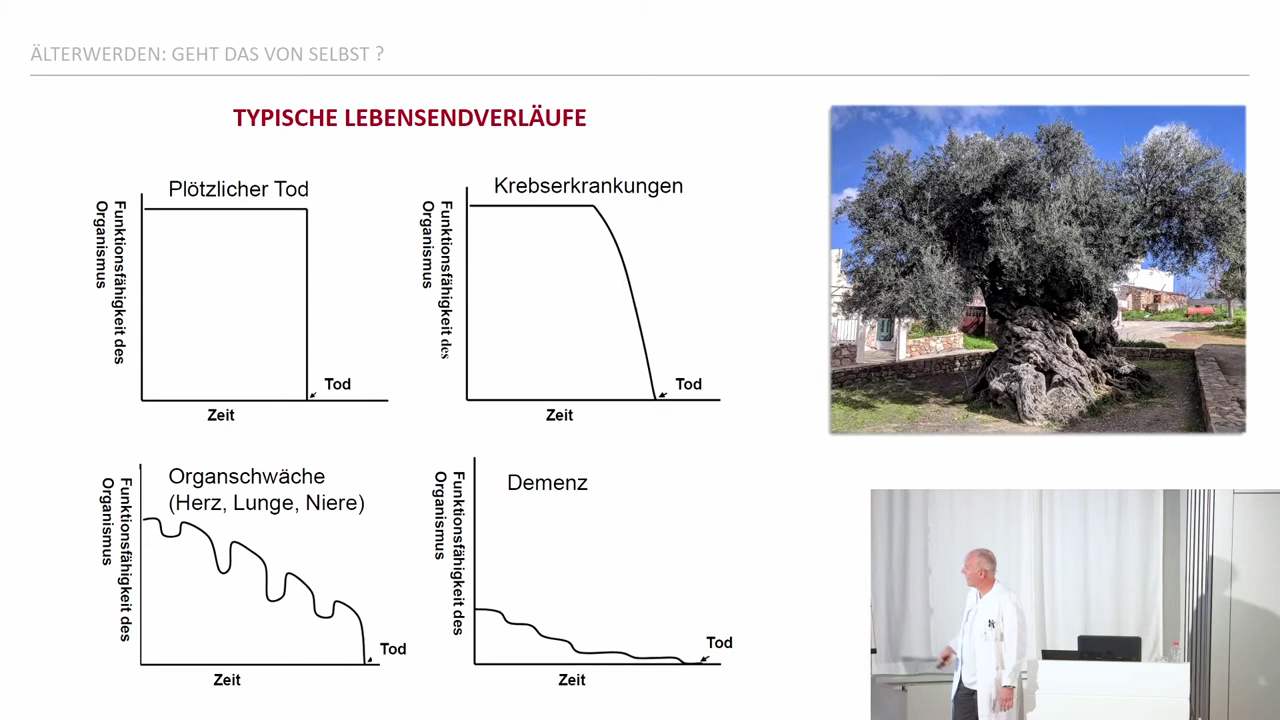 ÄLTERWERDEN: GEHT DAS VON SELBST ?
TYPISCHE LEBENSENDVERLÄUFE
Plötzlicher Tod
Funktionsfähigkeit des
Organismus
Tod
Zeit
Krebserkrankungen
Funktionsfähigkeit des
Organismus
Tod
Zeit
Organschwäche
(Herz, Lunge, Niere)
Funktionsfähigkeit des
Organismus
Tod
Zeit
Demenz
Funktionsfähigkeit des
Organismus
Tod
Zeit